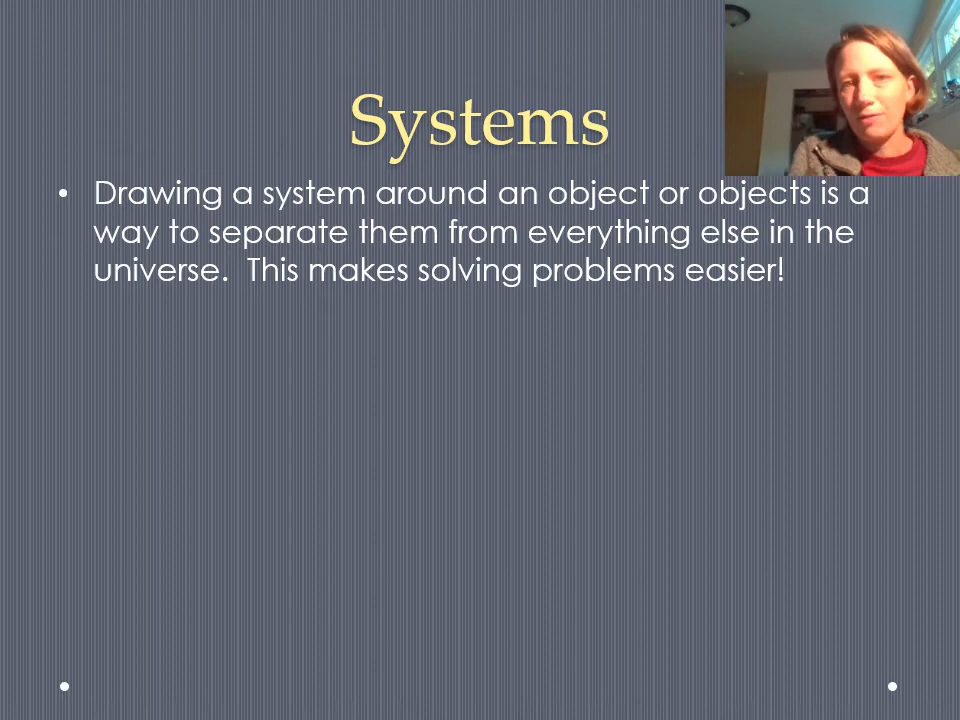 Systems
• Drawing a system around an object or objects is a
way to separate them from everything else in the
universe.  This makes solving problems easier!